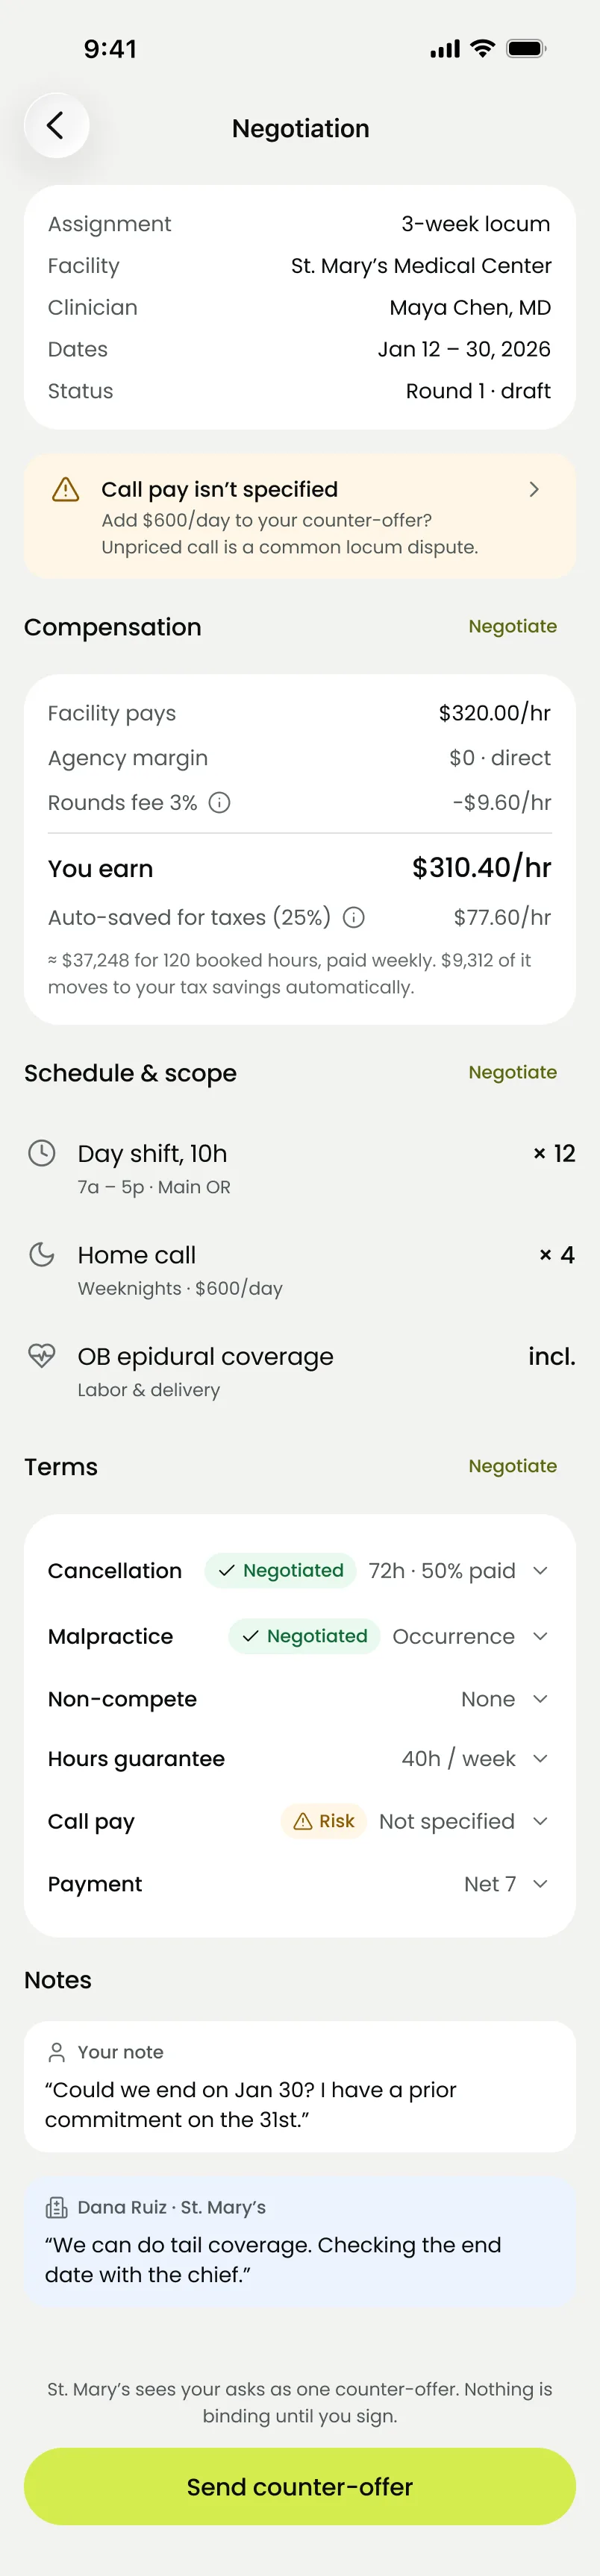 9:41
Negotiation
Assignment 3-week locum
Facility St. Mary’s Medical Center
Clinician Maya Chen, MD
Dates Jan 12 – 30, 2026
Status Round 1 · draft
Call pay isn’t specified
Add $600/day to your counter-offer?
Unpriced call is a common locum dispute.
Compensation Negotiate
Facility pays $320.00/hr
Agency margin $0 · direct
Rounds fee 3% -$9.60/hr
You earn $310.40/hr
Auto-saved for taxes (25%) $77.60/hr
≈ $37,248 for 120 booked hours, paid weekly. $9,312 of it
moves to your tax savings automatically.
Schedule & scope Negotiate
Day shift, 10h × 12
7a – 5p · Main OR
Home call × 4
Weeknights · $600/day
OB epidural coverage incl.
Labor & delivery
Terms Negotiate
Cancellation Negotiated 72h · 50% paid
Malpractice Negotiated Occurrence
Non-compete None
Hours guarantee 40h / week
Call pay Risk Not specified
Payment Net 7
Notes
Your note
“Could we end on Jan 30? I have a prior
commitment on the 31st.”
Dana Ruiz · St. Mary’s
“We can do tail coverage. Checking the end
date with the chief.”
St. Mary’s sees your asks as one counter-offer. Nothing is
binding until you sign.
Send counter-offer